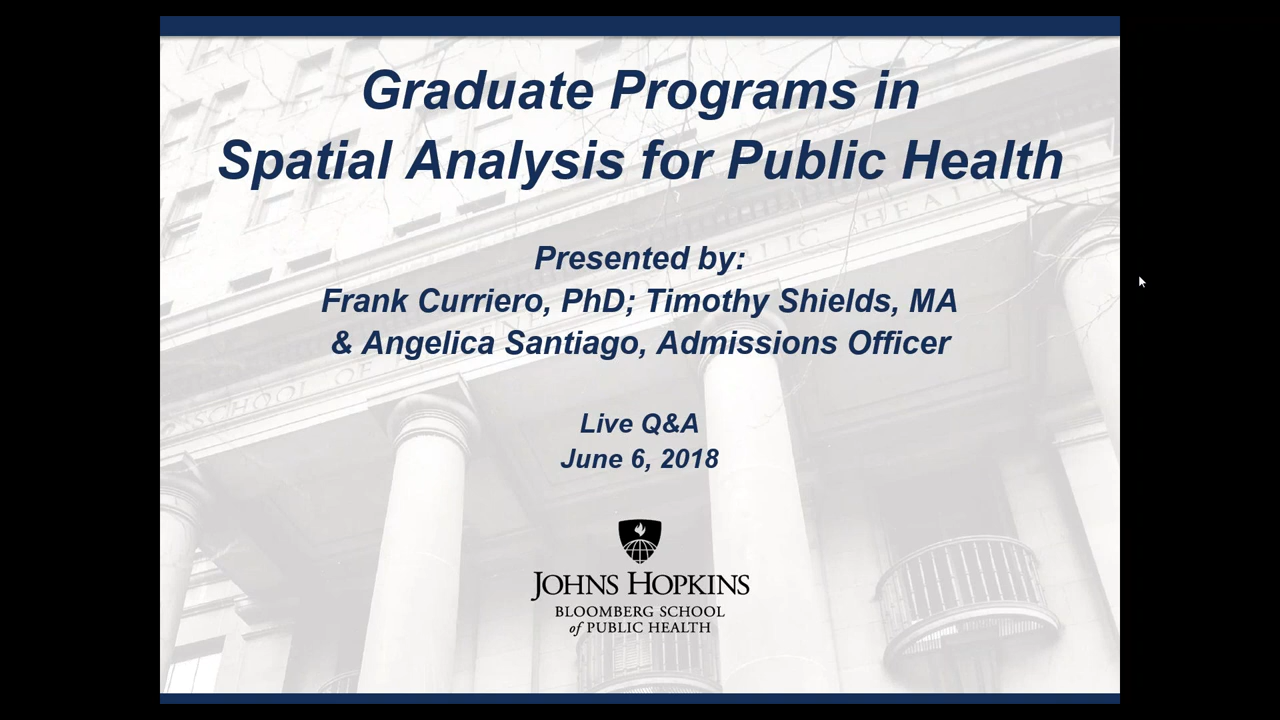 Graduate Programs in
Spatial Analysis for Public Health
Presented by:
Frank Curriero, PhD; Timothy Shields, MA
& Angelica Santiago, Admissions Officer
Live Q&A
June 6, 2018
JOHNS HOPKINS
BLOOMBERG SCHOOL
of PUBLIC HEALTH